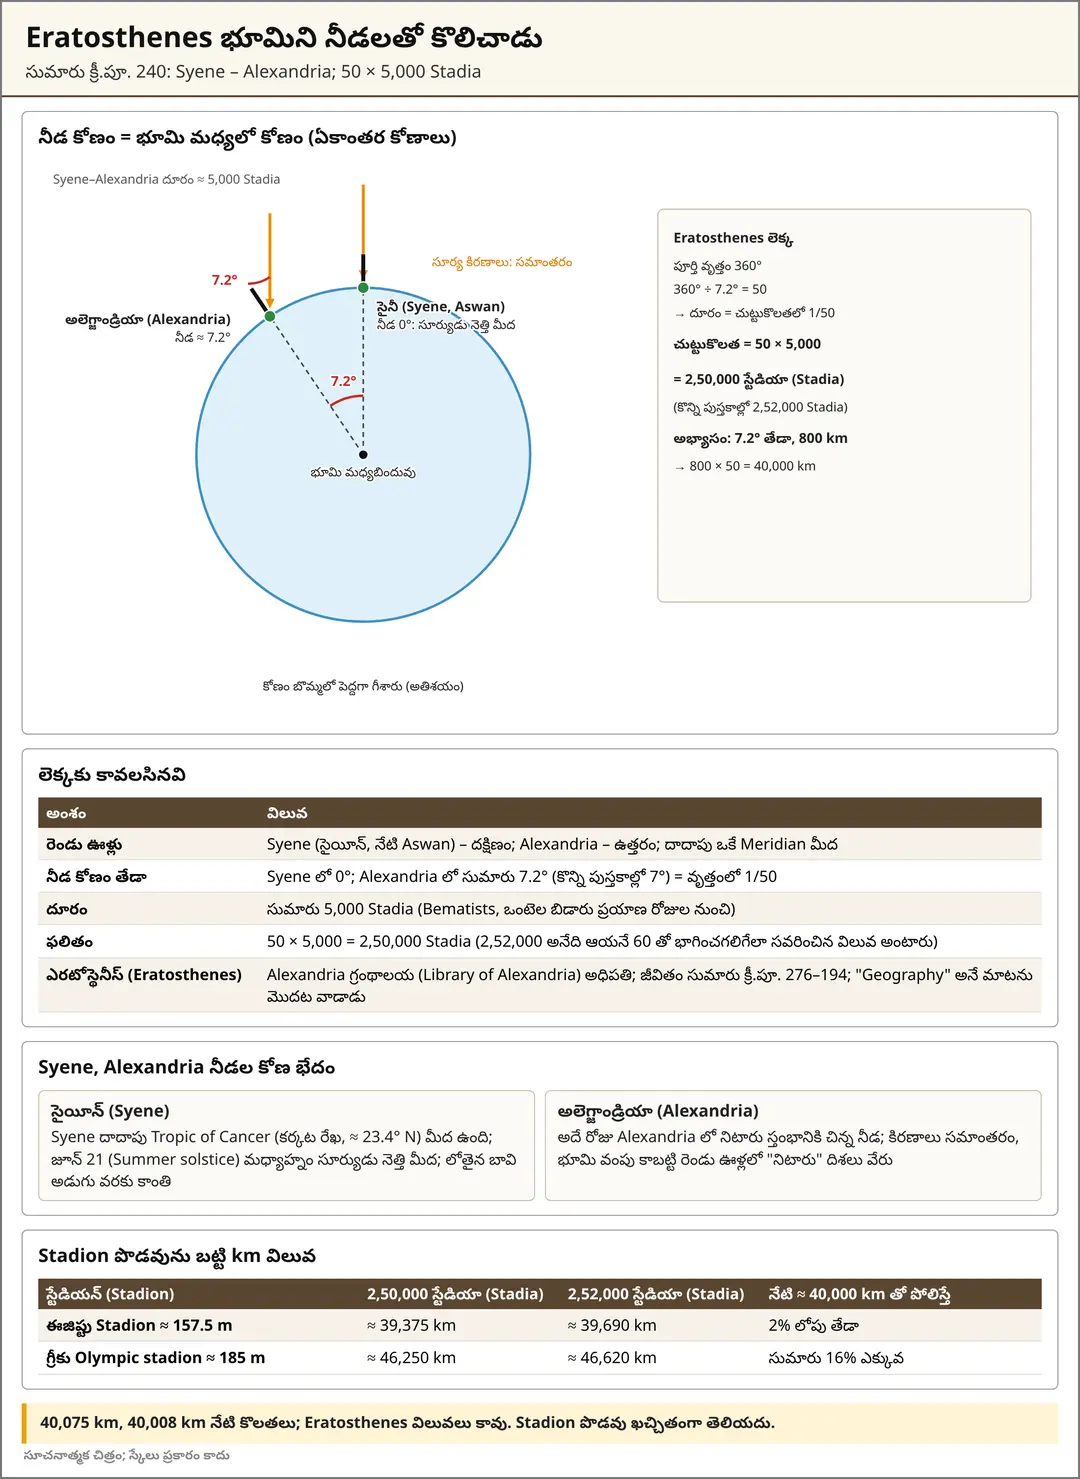 Eratosthenes భూమిని నీడలతో కొలిచాడు
సుమారు క్రీ.పూ. 240: Syene – Alexandria; 50 × 5,000 Stadia
నీడ కోణం = భూమి మధ్యలో కోణం (ఏకాంతర కోణాలు)
Syene–Alexandria దూరం ≈ 5,000 Stadia
సూర్య కిరణాలు: సమాంతరం
7.2°
సైనీ (Syene, Aswan)
నీడ 0°: సూర్యుడు నెత్తి మీద
అలెగ్జాండ్రియా (Alexandria)
నీడ ≈ 7.2°
7.2°
భూమి మధ్యబిందువు
కోణం బొమ్మలో పెద్దగా గీశారు (అతిశయం)
Eratosthenes లెక్క
పూర్తి వృత్తం 360°
360° ÷ 7.2° = 50
→ దూరం = చుట్టుకొలతలో 1/50
చుట్టుకొలత = 50 × 5,000
= 2,50,000 స్టేడియా (Stadia)
(కొన్ని పుస్తకాల్లో 2,52,000 Stadia)
అభ్యాసం: 7.2° తేడా, 800 km
→ 800 × 50 = 40,000 km
లెక్కకు కావలసినవి
అంశం విలువ
రెండు ఊళ్లు Syene (సైయీన్, నేటి Aswan) – దక్షిణం; Alexandria – ఉత్తరం; దాదాపు ఒకే Meridian మీద
నీడ కోణం తేడా Syene లో 0°; Alexandria లో సుమారు 7.2° (కొన్ని పుస్తకాల్లో 7°) = వృత్తంలో 1/50
దూరం సుమారు 5,000 Stadia (Bematists, ఒంటెల బిడారు ప్రయాణ రోజుల నుంచి)
ఫలితం 50 × 5,000 = 2,50,000 Stadia (2,52,000 అనేది ఆయనే 60 తో భాగించగలిగేలా సవరించిన విలువ అంటారు)
ఎరటోస్థెనీస్ (Eratosthenes) Alexandria గ్రంథాలయ (Library of Alexandria) అధిపతి; జీవితం సుమారు క్రీ.పూ. 276–194; "Geography" అనే మాటను
మొదట వాడాడు
Syene, Alexandria నీడల కోణ భేదం
సైయీన్ (Syene)
Syene దాదాపు Tropic of Cancer (కర్కట రేఖ, ≈ 23.4° N) మీద ఉంది;
జూన్ 21 (Summer solstice) మధ్యాహ్నం సూర్యుడు నెత్తి మీద; లోతైన బావి
అడుగు వరకు కాంతి
అలెగ్జాండ్రియా (Alexandria)
అదే రోజు Alexandria లో నిటారు స్తంభానికి చిన్న నీడ; కిరణాలు సమాంతరం,
భూమి వంపు కాబట్టి రెండు ఊళ్లలో "నిటారు" దిశలు వేరు
Stadion పొడవును బట్టి km విలువ
స్టేడియన్ (Stadion) 2,50,000 స్టేడియా (Stadia) 2,52,000 స్టేడియా (Stadia) నేటి ≈ 40,000 km తో పోలిస్తే
ఈజిప్టు Stadion ≈ 157.5 m ≈ 39,375 km ≈ 39,690 km 2% లోపు తేడా
గ్రీకు Olympic stadion ≈ 185 m ≈ 46,250 km ≈ 46,620 km సుమారు 16% ఎక్కువ
40,075 km, 40,008 km నేటి కొలతలు; Eratosthenes విలువలు కావు. Stadion పొడవు ఖచ్చితంగా తెలియదు.
సూచనాత్మక చిత్రం; స్కేలు ప్రకారం కాదు